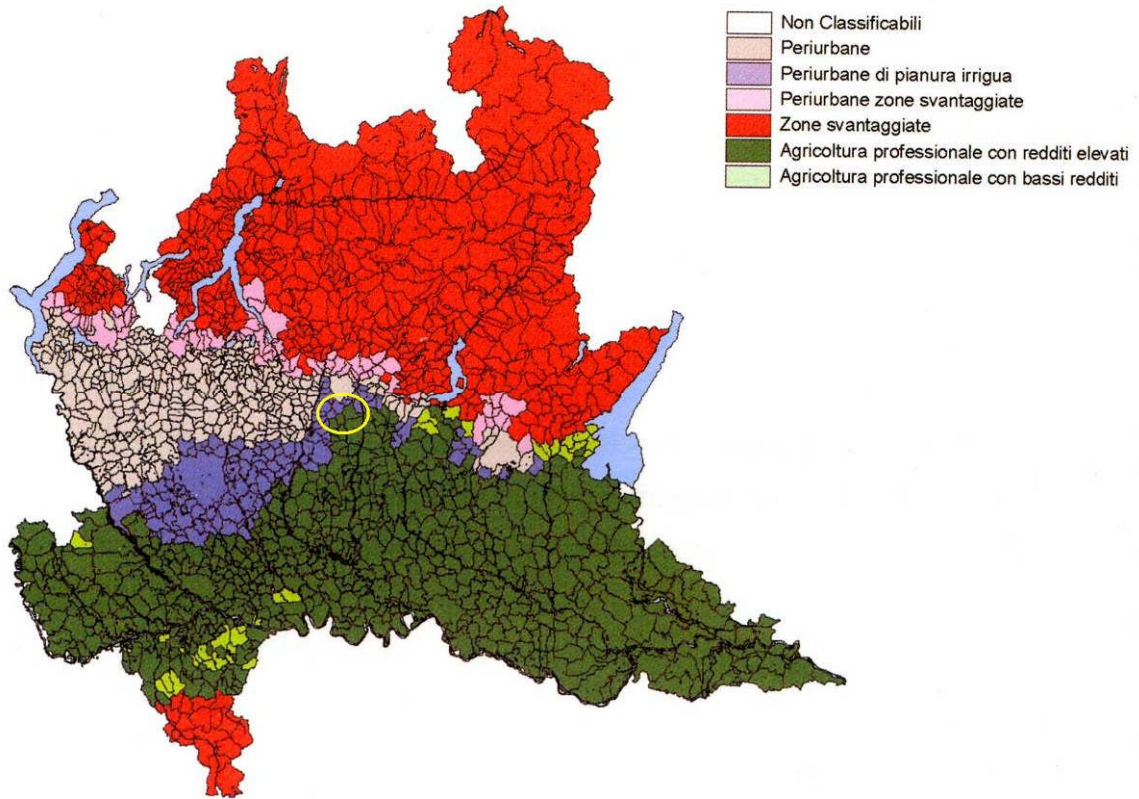 Non Classificabili
Periurbane
Periurbane di pianura irrigua
Periurbane zone svantaggiate
Zone svantaggiate
Agricoltura professionale con redditi elevati
Agricoltura professionale con bassi redditi